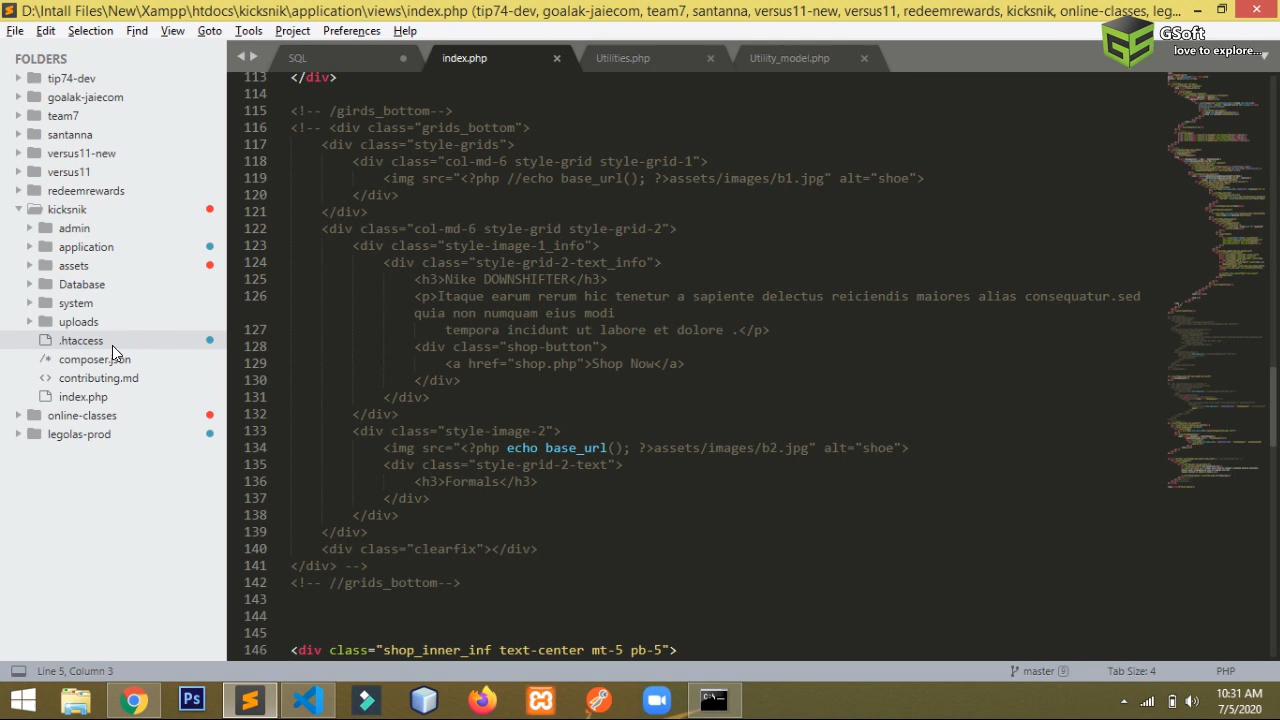 D:\Intall Files\New\Xampp\htdocs\kicksnik\application\views\index.php (tip74-dev, goalak-jaiecom, team7, santanna, versus11-new, versus11, redeemrewards, kicksnik, online-classes, leg...
File Edit Selection Find View Goto Tools Project Preferences Help
GSoft
love to explore...
FOLDERS
tip74-dev
goalak-jaiecom
team7
santanna
versus11-new
versus11
redeemrewards
kicksnik
admin
application
assets
Database
system
uploads
.htaccess
/* composer.json
<> contributing.md
index.php
online-classes
legolas-prod
SQL index.php Utilities.php Utility_model.php
113 </div>
114
115 <!-- /girds_bottom-->
116 <!-- <div class="grids_bottom">
117 <div class="style-grids">
118 <div class="col-md-6 style-grid style-grid-1">
119 <img src="<?php echo base_url(); ?>assets/images/b1.jpg" alt="shoe">
120 </div>
121 </div>
122 <div class="col-md-6 style-grid style-grid-2">
123 <div class="style-image-1_info">
124 <div class="style-grid-2-text_info">
125 <h3>Nike DOWNSHIFTER</h3>
126 <p>Itaque earum rerum hic tenetur a sapiente delectus reiciendis maiores alias consequatur.sed
quia non numquam eius modi
127 tempora incidunt ut labore et dolore .</p>
128 <div class="shop-button">
129 <a href="shop.php">Shop Now</a>
130 </div>
131 </div>
132 </div>
133 <div class="style-image-2">
134 <img src="<?php echo base_url(); ?>assets/images/b2.jpg" alt="shoe">
135 <div class="style-grid-2-text">
136 <h3>Formals</h3>
137 </div>
138 </div>
139 </div>
140 <div class="clearfix"></div>
141 </div> -->
142 <!-- //grids_bottom-->
143
144
145
146 <div class="shop_inner_inf text-center mt-5 pb-5">
Line 5, Column 3
master 9
Tab Size: 4
PHP
10:31 AM
7/5/2020